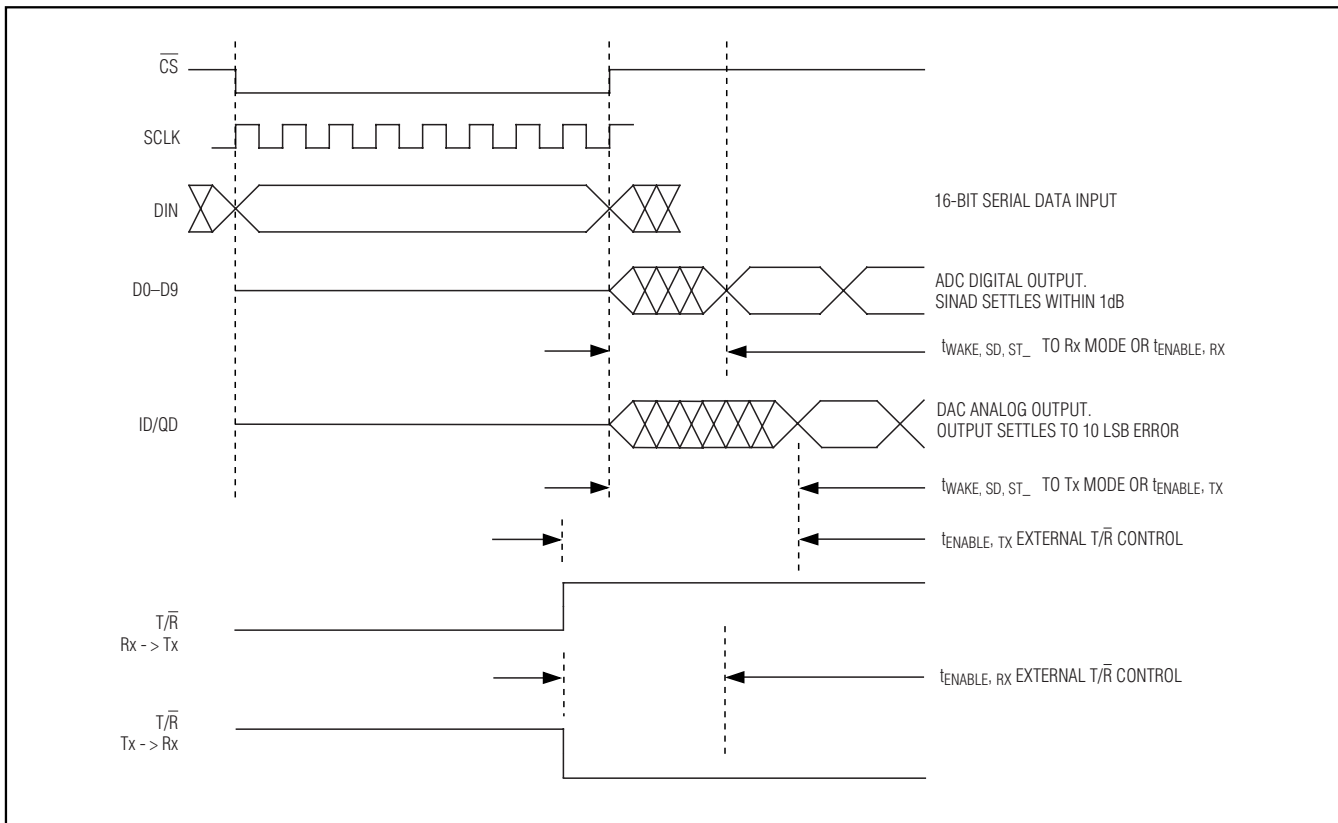 C̅S̅
SCLK
DIN
16-BIT SERIAL DATA INPUT
D0–D9
ADC DIGITAL OUTPUT.
SINAD SETTLES WITHIN 1dB
tWAKE, SD, ST_ TO Rx MODE OR tENABLE, RX
ID/QD
DAC ANALOG OUTPUT.
OUTPUT SETTLES TO 10 LSB ERROR
tWAKE, SD, ST_ TO Tx MODE OR tENABLE, TX
tENABLE, TX EXTERNAL T/R̅ CONTROL
T/R̅
Rx - > Tx
tENABLE, RX EXTERNAL T/R̅ CONTROL
T/R̅
Tx - > Rx